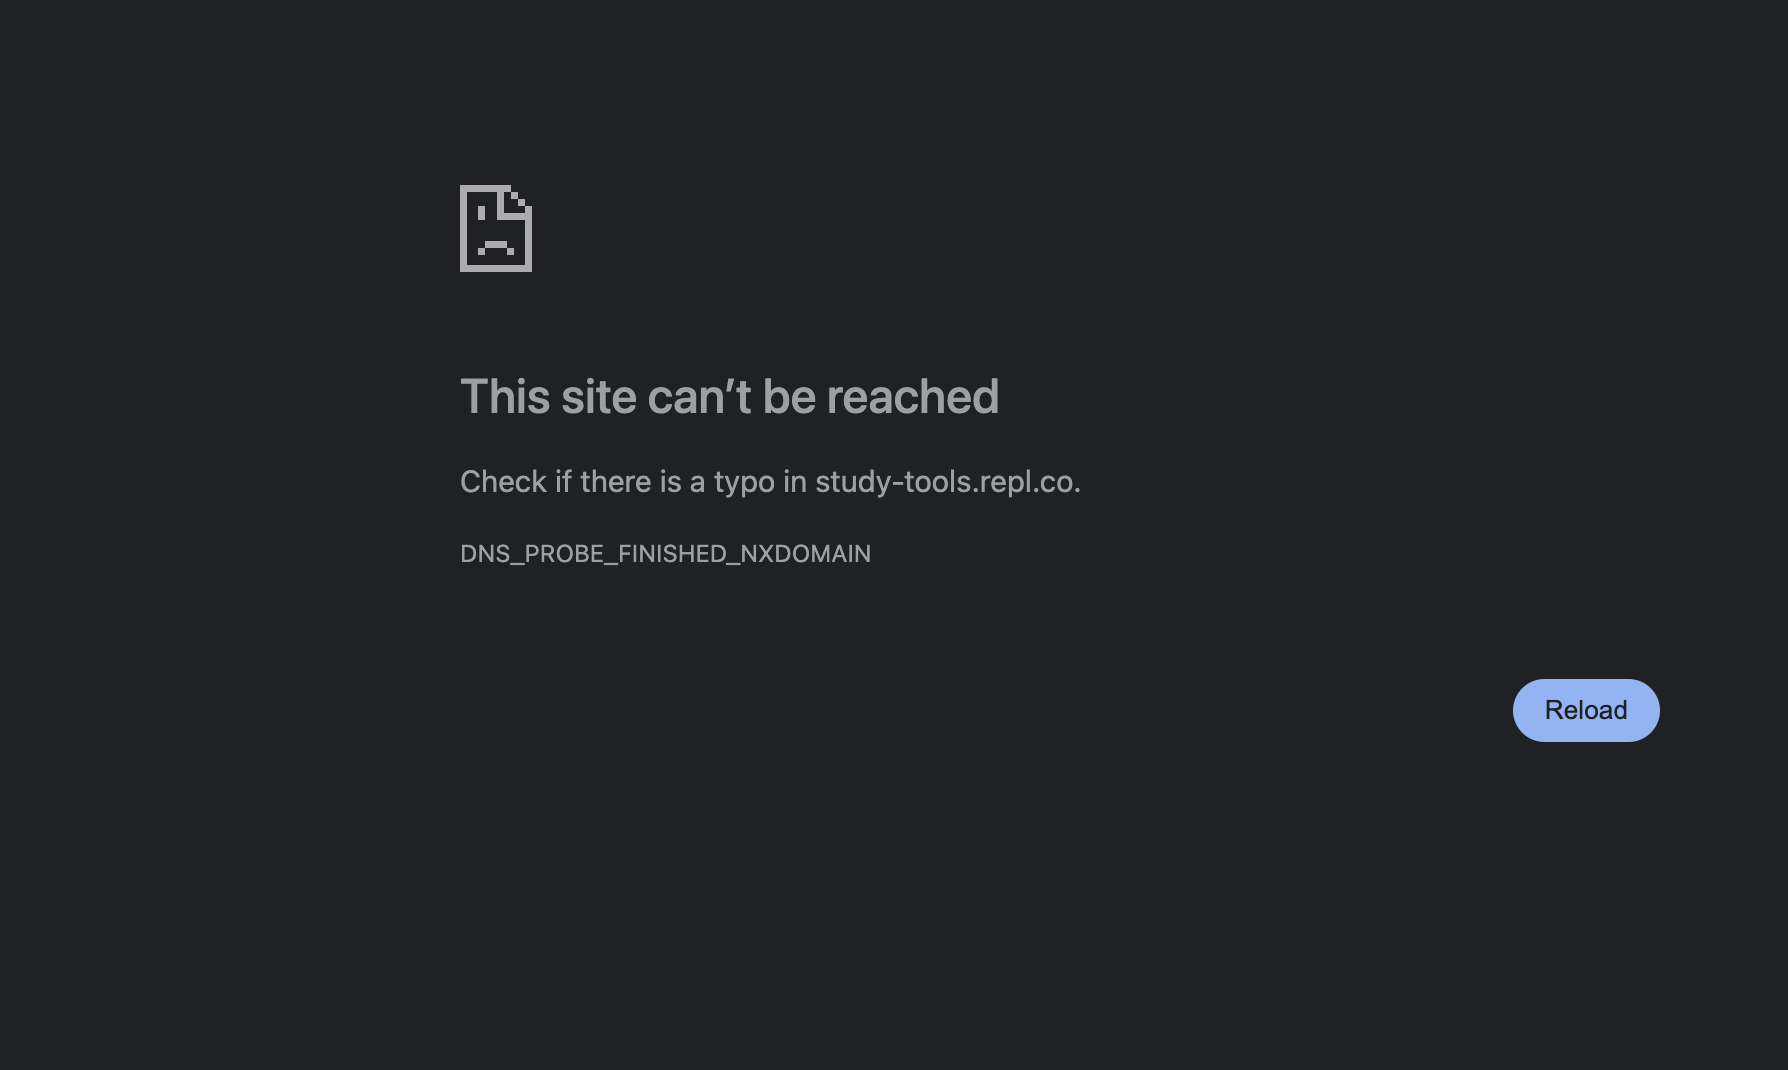 This site can’t be reached
Check if there is a typo in study-tools.repl.co.
DNS_PROBE_FINISHED_NXDOMAIN
Reload